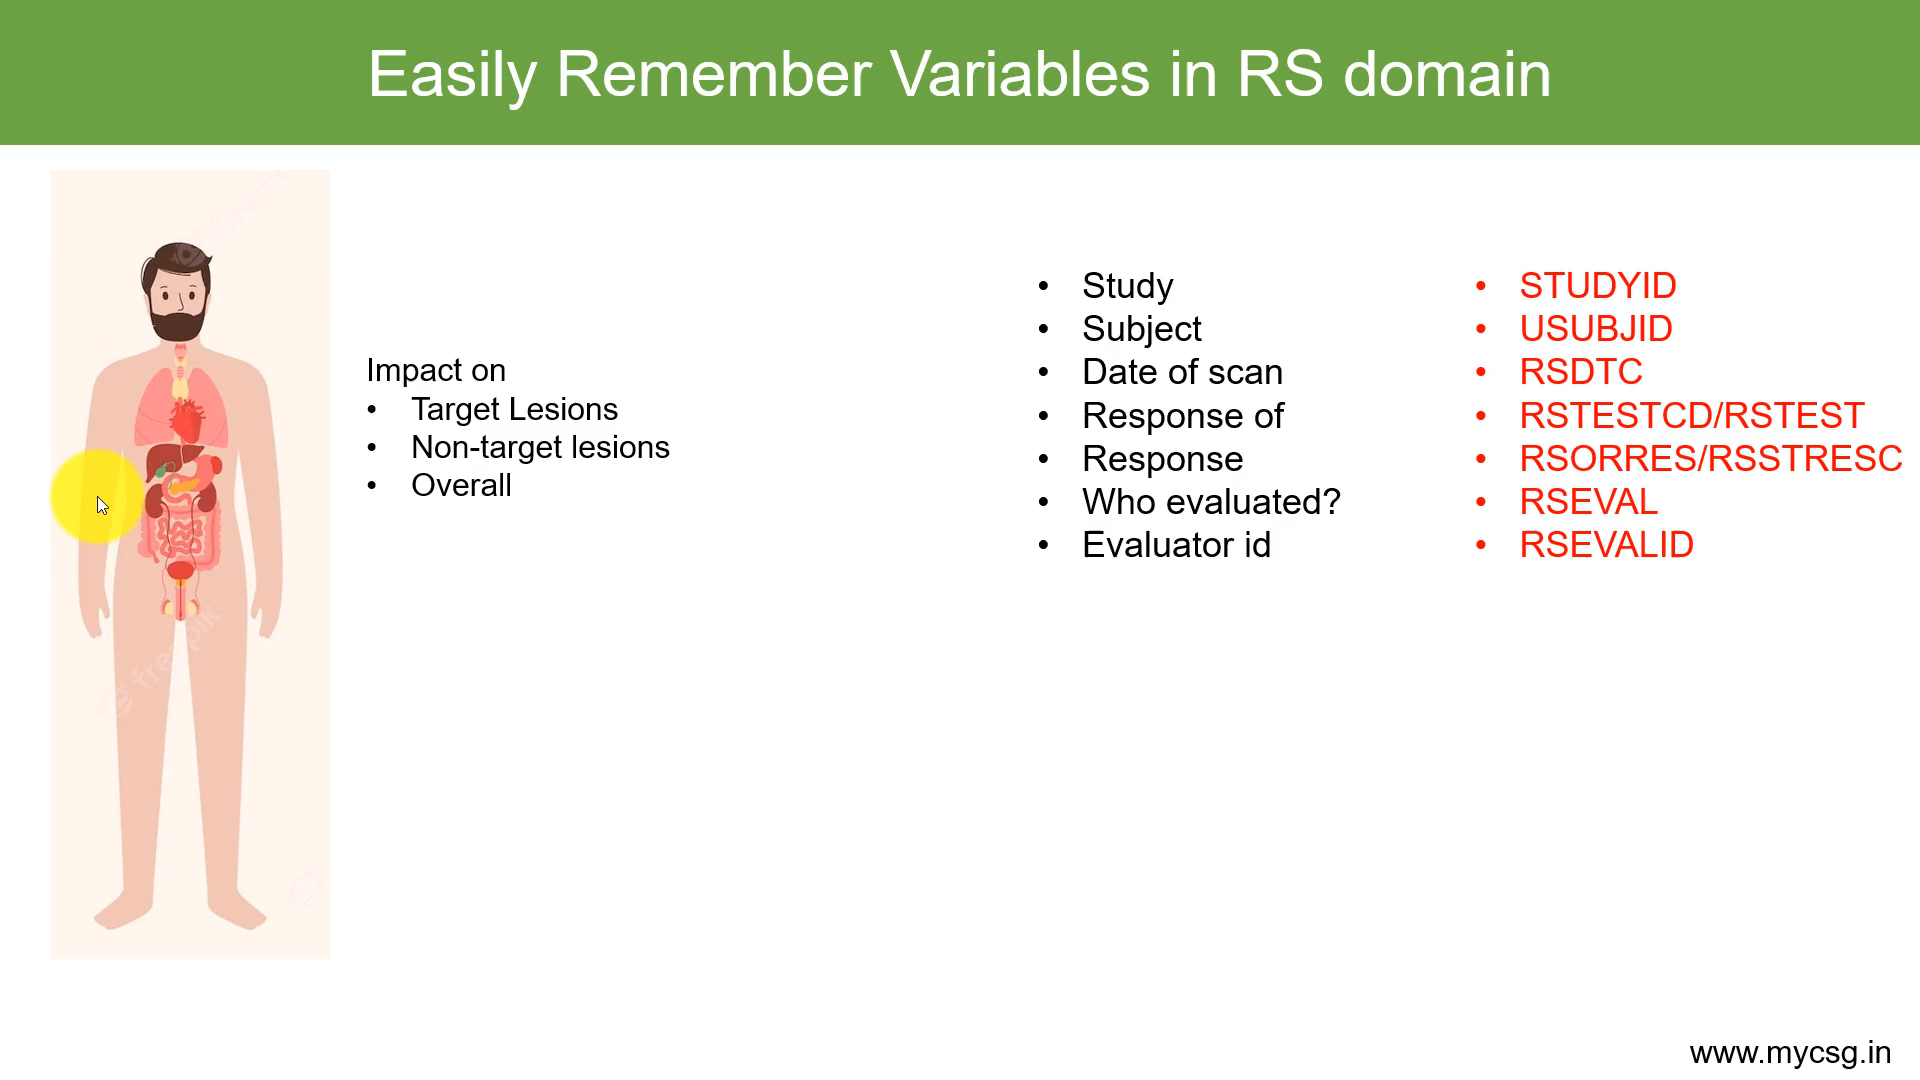 Easily Remember Variables in RS domain
Impact on
• Target Lesions
• Non-target lesions
• Overall
• Study
• Subject
• Date of scan
• Response of
• Response
• Who evaluated?
• Evaluator id
• STUDYID
• USUBJID
• RSDTC
• RSTESTCD/RSTEST
• RSORRES/RSSTRESC
• RSEVAL
• RSEVALID
freepik
www.mycsg.in